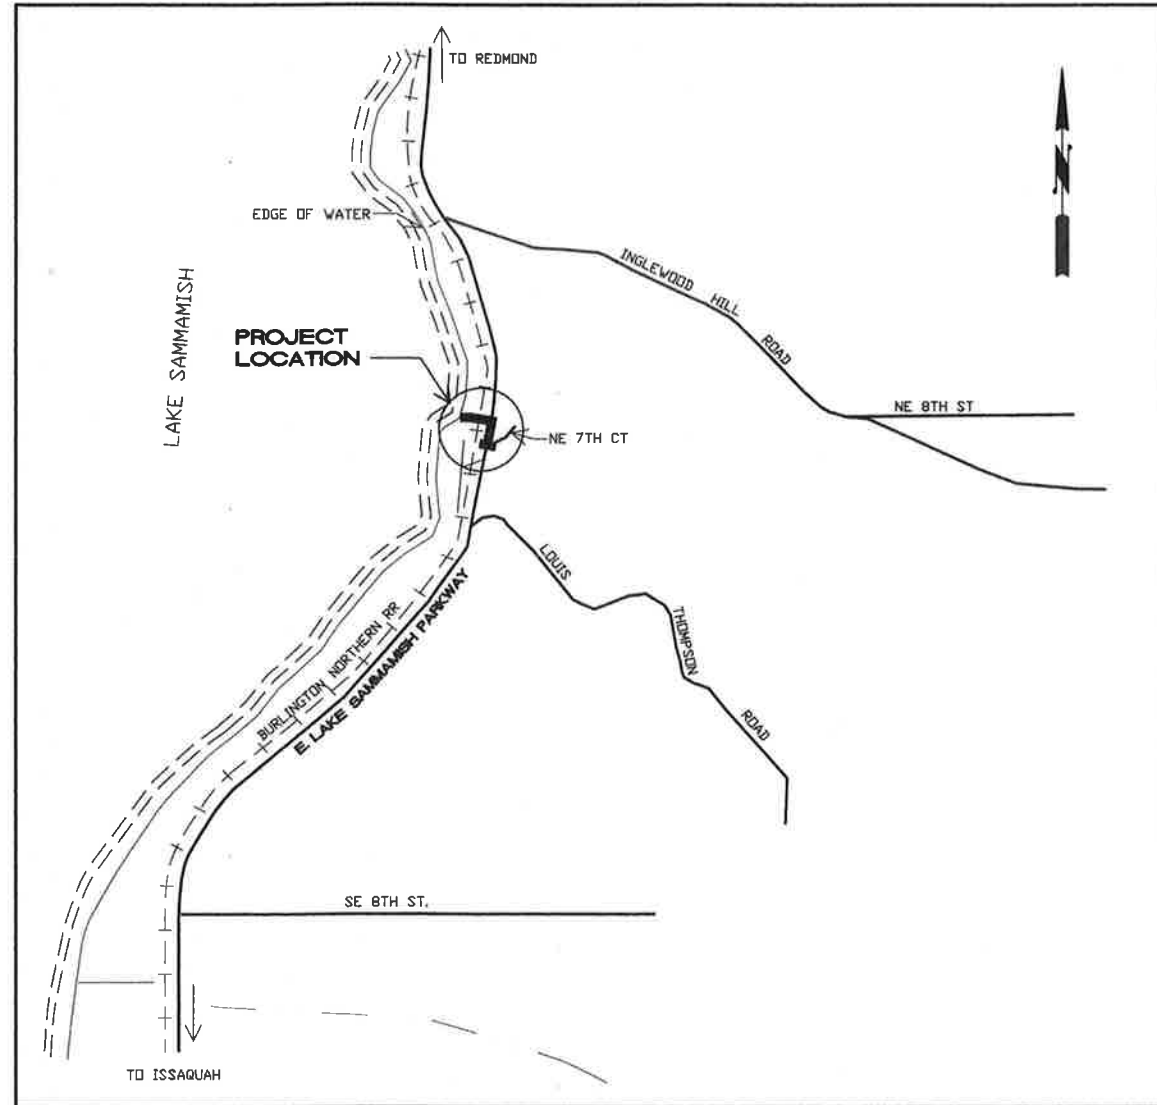 TO REDMOND
N
EDGE OF WATER
INGLEWOOD HILL ROAD
LAKE SAMMAMISH
PROJECT
LOCATION
NE 8TH ST
NE 7TH CT
LOUIS THOMPSON ROAD
BURLINGTON NORTHERN RR
E. LAKE SAMMAMISH PARKWAY
SE 8TH ST.
TO ISSAQUAH